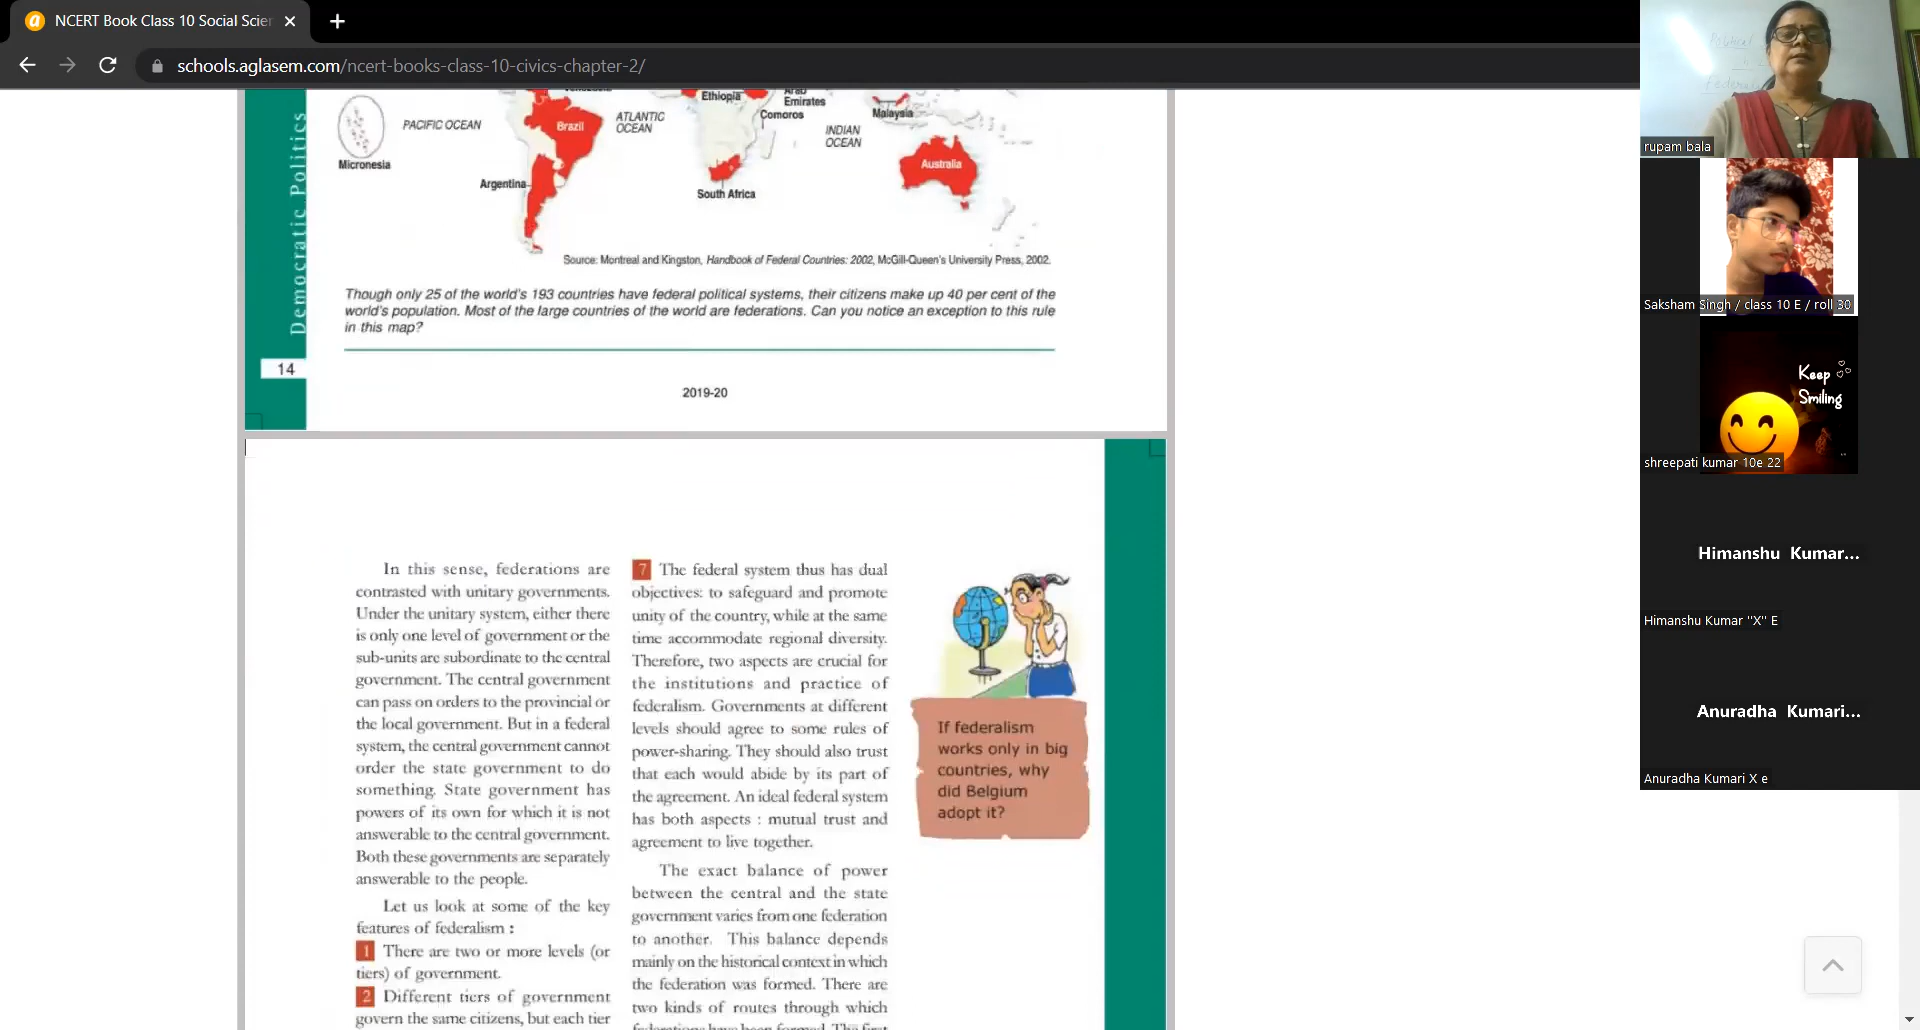 NCERT Book Class 10 Social Scien
schools.aglasem.com/ncert-books-class-10-civics-chapter-2/
Democratic Politics
Ethiopia
Arab
Emirates
Comoros
Malaysia
PACIFIC OCEAN
ATLANTIC
OCEAN
Brazil
INDIAN
OCEAN
Micronesia
Argentina
South Africa
Australia
Source: Montreal and Kingston, Handbook of Federal Countries: 2002, McGill-Queen's University Press, 2002.
Though only 25 of the world's 193 countries have federal political systems, their citizens make up 40 per cent of the
world's population. Most of the large countries of the world are federations. Can you notice an exception to this rule
in this map?
14
2019-20
In this sense, federations are
contrasted with unitary governments.
Under the unitary system, either there
is only one level of government or the
sub-units are subordinate to the central
government. The central government
can pass on orders to the provincial or
the local government. But in a federal
system, the central government cannot
order the state government to do
something. State government has
powers of its own for which it is not
answerable to the central government.
Both these governments are separately
answerable to the people.
Let us look at some of the key
features of federalism :
1 There are two or more levels (or
tiers) of government.
2 Different tiers of government
govern the same citizens, but each tier
7 The federal system thus has dual
objectives: to safeguard and promote
unity of the country, while at the same
time accommodate regional diversity.
Therefore, two aspects are crucial for
the institutions and practice of
federalism. Governments at different
levels should agree to some rules of
power-sharing. They should also trust
that each would abide by its part of
the agreement. An ideal federal system
has both aspects : mutual trust and
agreement to live together.
The exact balance of power
between the central and the state
government varies from one federation
to another. This balance depends
mainly on the historical context in which
the federation was formed. There are
two kinds of routes through which
federations have been formed. The first
If federalism
works only in big
countries, why
did Belgium
adopt it?
rupam bala
Saksham Singh / class 10 E / roll 30
Keep
Smiling
shreepati kumar 10e 22
Himanshu Kumar...
Himanshu Kumar "X" E
Anuradha Kumari...
Anuradha Kumari X e